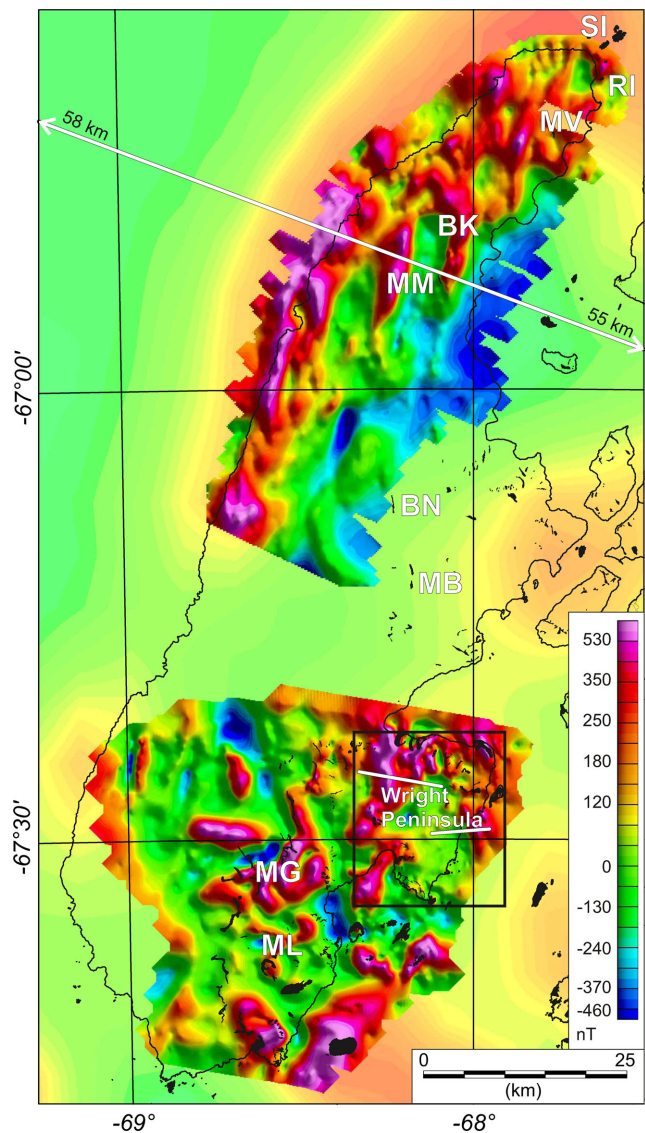 SI
RI
58 km
MV
BK
MM
55 km
-67°00'
BN
MB
530
350
250
180
120
0
-130
-240
-370
-460
nT
Wright
Peninsula
-67°30'
MG
ML
0 25
(km)
-69° -68°